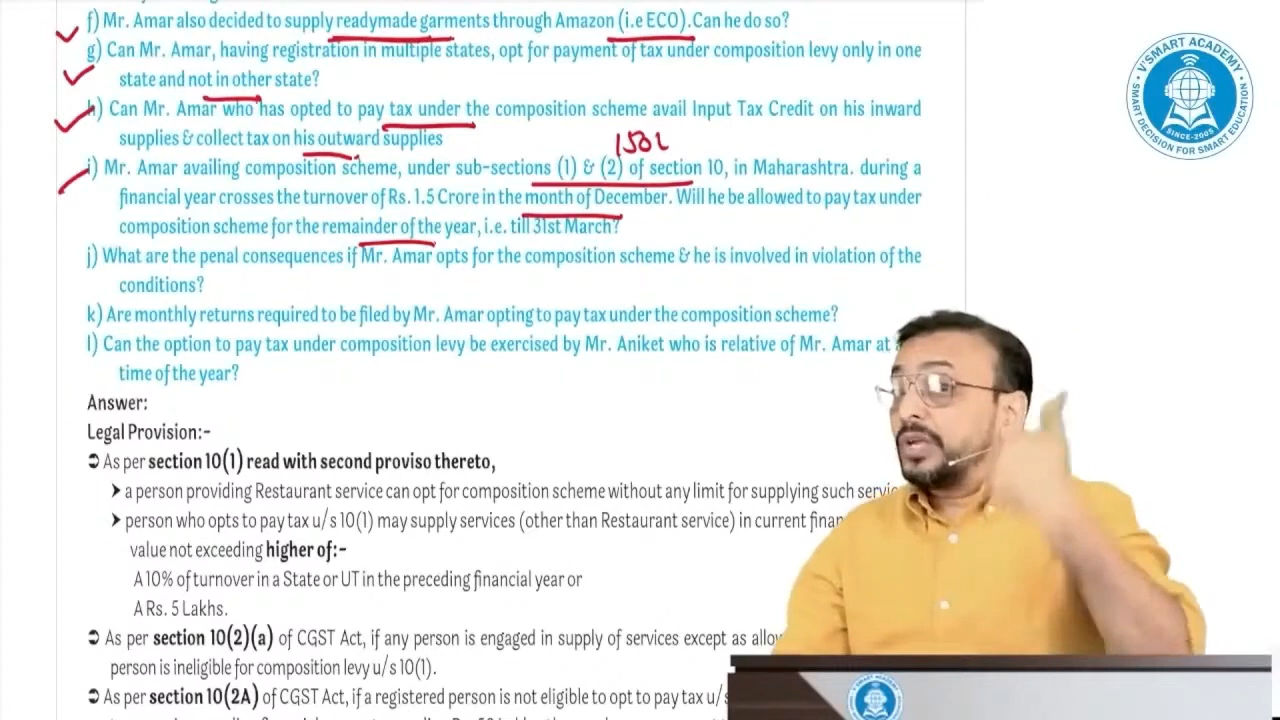 f) Mr. Amar also decided to supply readymade garments through Amazon (i.e ECO). Can he do so?
g) Can Mr. Amar, having registration in multiple states, opt for payment of tax under composition levy only in one
state and not in other state?
h) Can Mr. Amar who has opted to pay tax under the composition scheme avail Input Tax Credit on his inward
supplies & collect tax on his outward supplies
150L
i) Mr. Amar availing composition scheme, under sub-sections (1) & (2) of section 10, in Maharashtra. during a
financial year crosses the turnover of Rs. 1.5 Crore in the month of December. Will he be allowed to pay tax under
composition scheme for the remainder of the year, i.e. till 31st March?
j) What are the penal consequences if Mr. Amar opts for the composition scheme & he is involved in violation of the
conditions?
k) Are monthly returns required to be filed by Mr. Amar opting to pay tax under the composition scheme?
l) Can the option to pay tax under composition levy be exercised by Mr. Aniket who is relative of Mr. Amar at
time of the year?
Answer:
Legal Provision:-
➲ As per section 10(1) read with second proviso thereto,
➤ a person providing Restaurant service can opt for composition scheme without any limit for supplying such
➤ person who opts to pay tax u/s 10(1) may supply services (other than Restaurant service) in current
value not exceeding higher of:-
A 10% of turnover in a State or UT in the preceding financial year or
A Rs. 5 Lakhs.
➲ As per section 10(2)(a) of CGST Act, if any person is engaged in supply of services except as
person is ineligible for composition levy u/s 10(1).
➲ As per section 10(2A) of CGST Act, if a registered person is not eligible to opt to pay tax
V'SMART ACADEMY
SINCE-2005
SMART DECISION FOR SMART EDUCATION